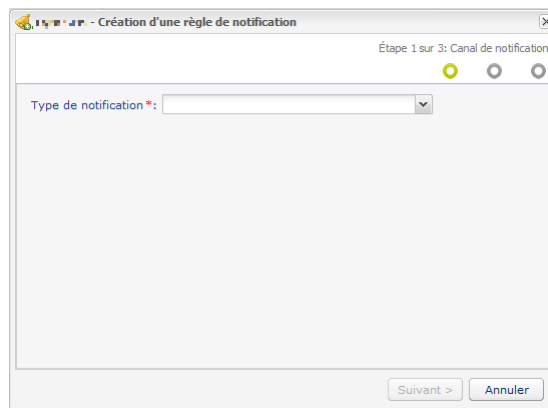 - Création d'une règle de notification
Étape 1 sur 3: Canal de notification
Type de notification *:
Suivant >
Annuler